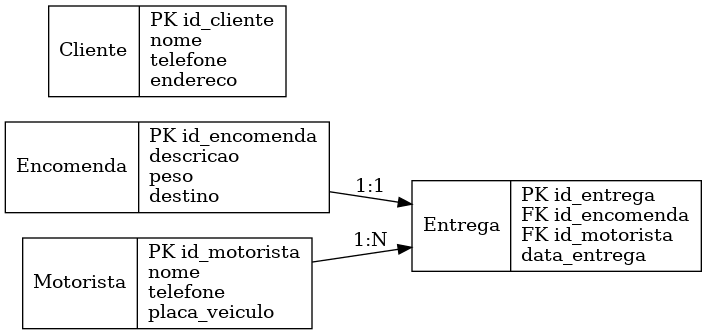 Cliente
PK id_cliente
nome
telefone
endereco
Encomenda
PK id_encomenda
descricao
peso
destino
1:1
Motorista
PK id_motorista
nome
telefone
placa_veiculo
1:N
Entrega
PK id_entrega
FK id_encomenda
FK id_motorista
data_entrega